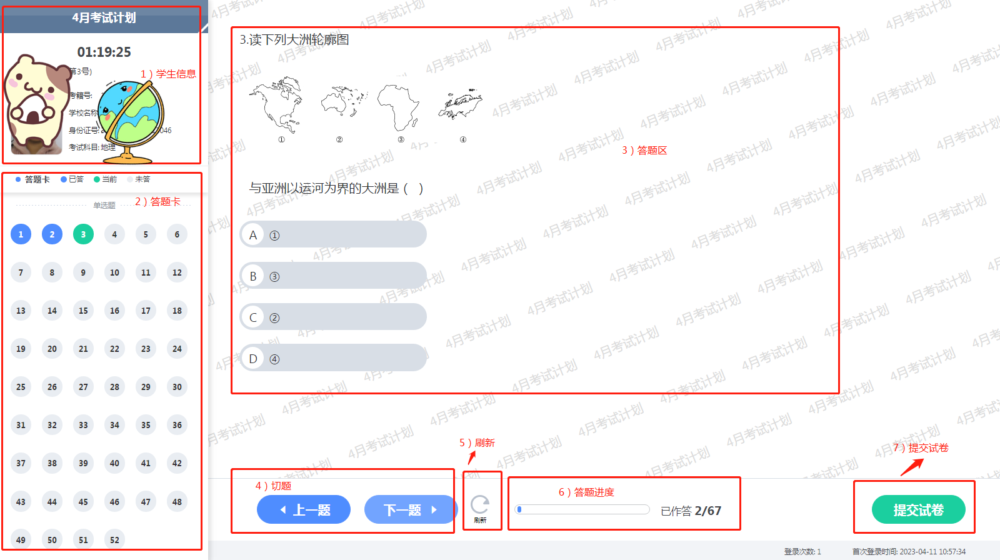 4月考试计划
01:19:25
第3号)
1）学生信息
考籍号:
学校名称
身份证号:
046
考试科目: 地理
答题卡 已答 当前 未答
单选题
2）答题卡
1 2 3 4 5 6
7 8 9 10 11 12
13 14 15 16 17 18
19 20 21 22 23 24
25 26 27 28 29 30
31 32 33 34 35 36
37 38 39 40 41 42
43 44 45 46 47 48
49 50 51 52
3.读下列大洲轮廓图
① ② ③ ④
3）答题区
与亚洲以运河为界的大洲是（ ）
A ①
B ③
C ②
D ④
4）切题
上一题 下一题
5）刷新
刷新
6）答题进度
已作答 2/67
7）提交试卷
提交试卷
登录次数: 1 首次登录时间: 2023-04-11 10:57:34
4月考试计划